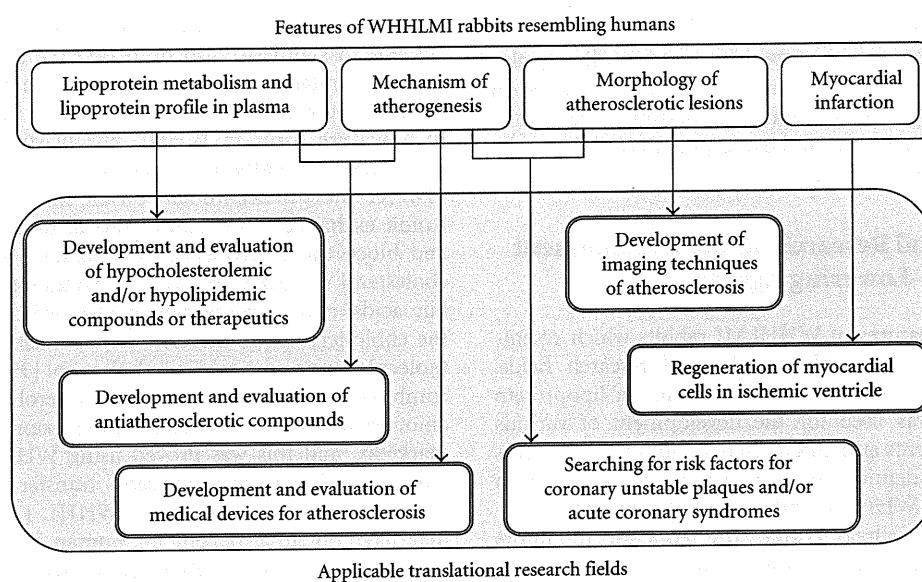 Features of WHHLMI rabbits resembling humans
Lipoprotein metabolism and
lipoprotein profile in plasma
Mechanism of
atherogenesis
Morphology of
atherosclerotic lesions
Myocardial
infarction
Development and evaluation
of hypocholesterolemic
and/or hypolipidemic
compounds or therapeutics
Development of
imaging techniques
of atherosclerosis
Regeneration of myocardial
cells in ischemic ventricle
Development and evaluation of
antiatherosclerotic compounds
Searching for risk factors for
coronary unstable plaques and/or
acute coronary syndromes
Development and evaluation of
medical devices for atherosclerosis
Applicable translational research fields